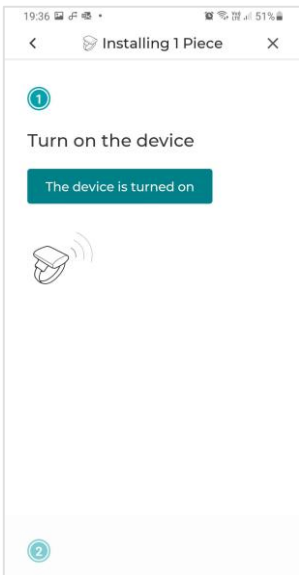 19:36 51%
Installing 1 Piece
1
Turn on the device
The device is turned on
2